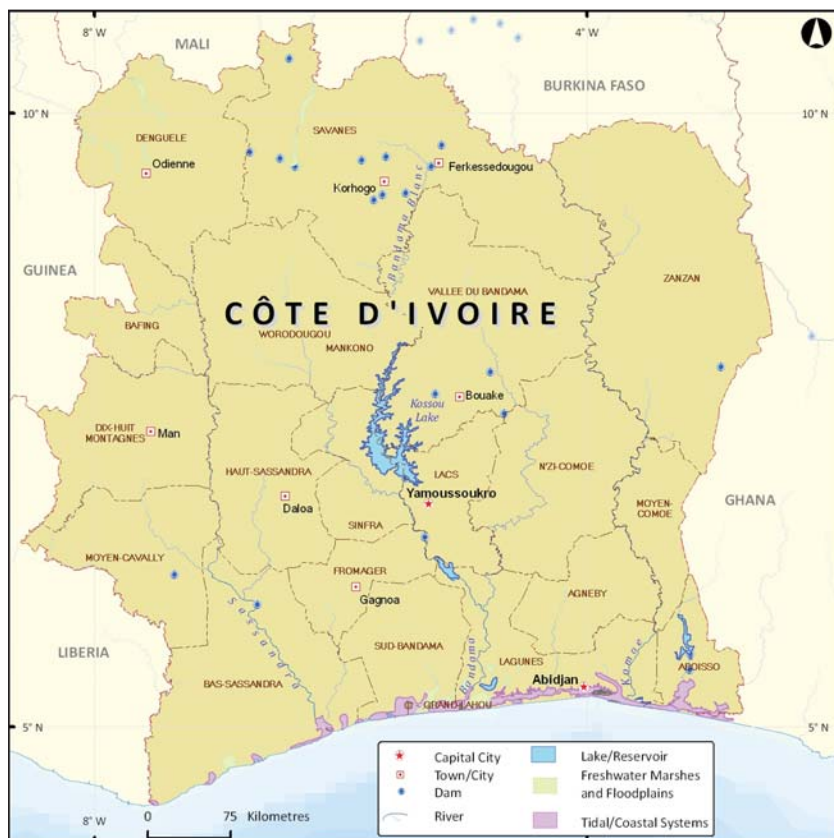 8° W
4° W
MALI
BURKINA FASO
10° N
10° N
DENGUELE
SAVANES
Odienne
Ferkessedougou
Korhogo
Bandama Blanc
GUINEA
ZANZAN
VALLEE DU BANDAMA
CÔTE D'IVOIRE
BAFING
WORODOUGOU
MANKONO
Kossou
Lake
Bouake
DIX-HUIT
MONTAGNES
Man
HAUT-SASSANDRA
LACS
N'ZI-COMOE
Yamoussoukro
Daloa
MOYEN-
COMOE
GHANA
SINFRA
MOYEN-CAVALLY
FROMAGER
AGNEBY
Gagnoa
Sassandra
LIBERIA
SUD-BANDAMA
Bandama
Komoe
LAGUNES
ABOISSO
BAS-SASSANDRA
Abidjan
GRAND-LAHOU
5° N
5° N
Capital City
Town/City
Dam
River
Lake/Reservoir
Freshwater Marshes
and Floodplains
Tidal/Coastal Systems
8° W
0 75 Kilometres